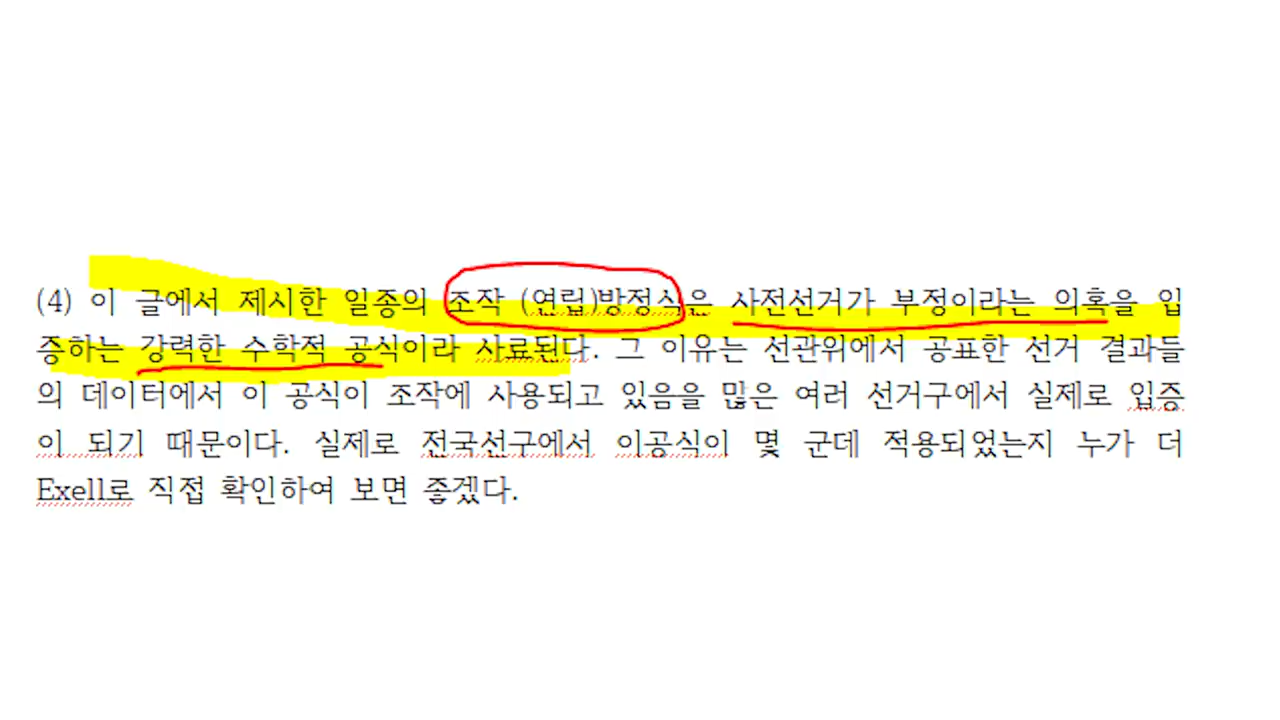 (4) 이 글에서 제시한 일종의 조작 (연립)방정식은 사전선거가 부정이라는 의혹을 입
증하는 강력한 수학적 공식이라 사료된다. 그 이유는 선관위에서 공표한 선거 결과들
의 데이터에서 이 공식이 조작에 사용되고 있음을 많은 여러 선거구에서 실제로 입증
이 되기 때문이다. 실제로 전국선구에서 이공식이 몇 군데 적용되었는지 누가 더
Exell로 직접 확인하여 보면 좋겠다.